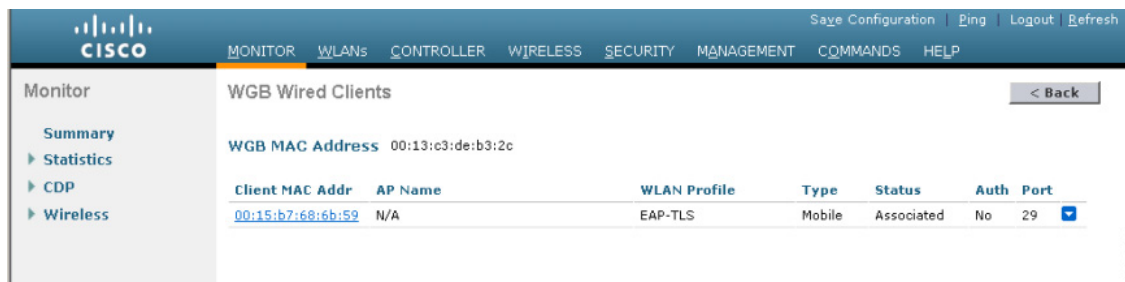 Save Configuration | Ping | Logout | Refresh
CISCO
MONITOR WLANs CONTROLLER WIRELESS SECURITY MANAGEMENT COMMANDS HELP
Monitor
Summary
Statistics
CDP
Wireless
WGB Wired Clients
< Back
WGB MAC Address 00:13:c3:de:b3:2c
Client MAC Addr AP Name WLAN Profile Type Status Auth Port
00:15:b7:68:6b:59 N/A EAP-TLS Mobile Associated No 29